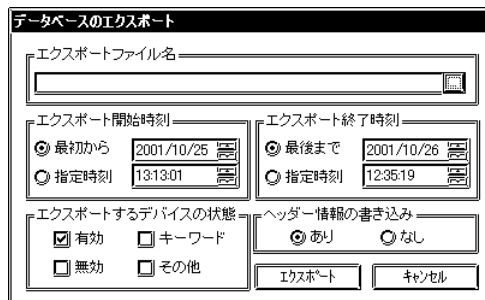 データベースのエクスポート
エクスポートファイル名
エクスポート開始時刻
最初から 2001/10/25
指定時刻 13:13:01
エクスポート終了時刻
最後まで 2001/10/26
指定時刻 12:35:19
エクスポートするデバイスの状態
有効 キーワード
無効 その他
ヘッダー情報の書き込み
あり なし
エクスポート キャンセル